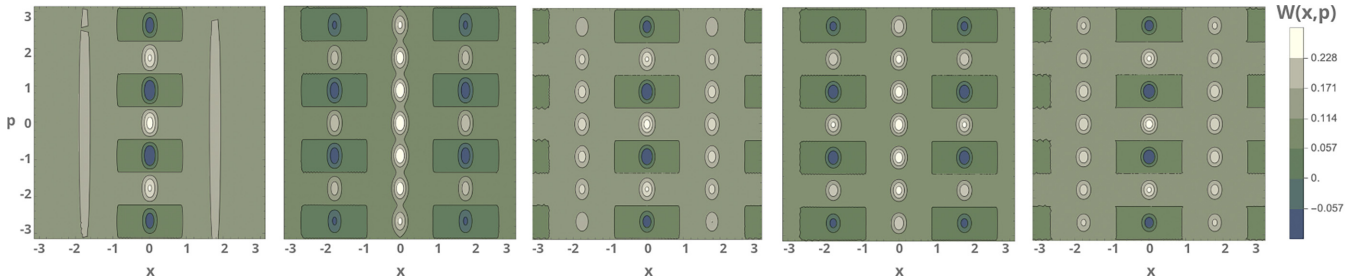 W(x,p)
3
2
1
p 0
-1
-2
-3
0.228
0.171
0.114
0.057
0.
-0.057
-3 -2 -1 0 1 2 3
-3 -2 -1 0 1 2 3
-3 -2 -1 0 1 2 3
-3 -2 -1 0 1 2 3
-3 -2 -1 0 1 2 3
x x x x x